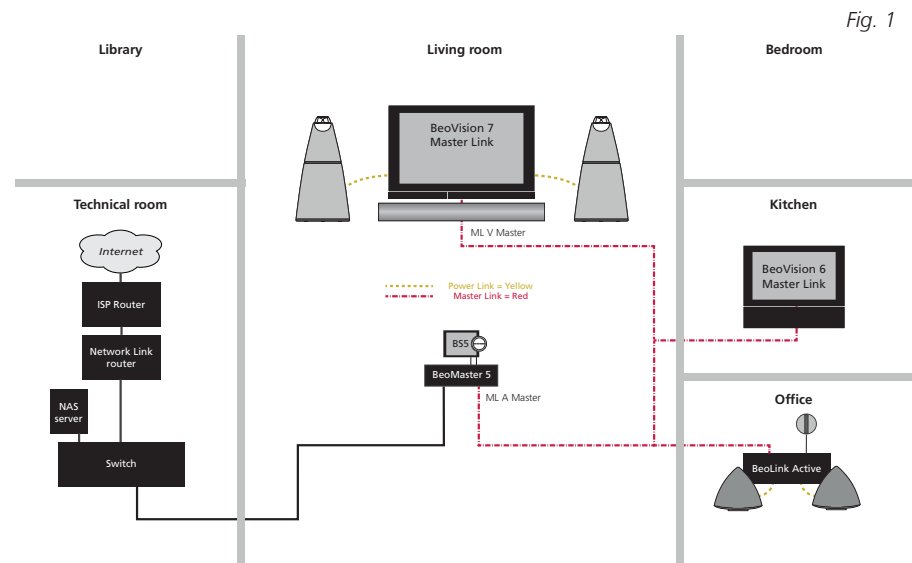 Fig. 1
Library
Living room
Bedroom
BeoVision 7
Master Link
Technical room
Kitchen
ML V Master
Internet
BeoVision 6
Master Link
Power Link = Yellow
Master Link = Red
ISP Router
BS5
Network Link
router
BeoMaster 5
ML A Master
Office
NAS
server
Switch
BeoLink Active